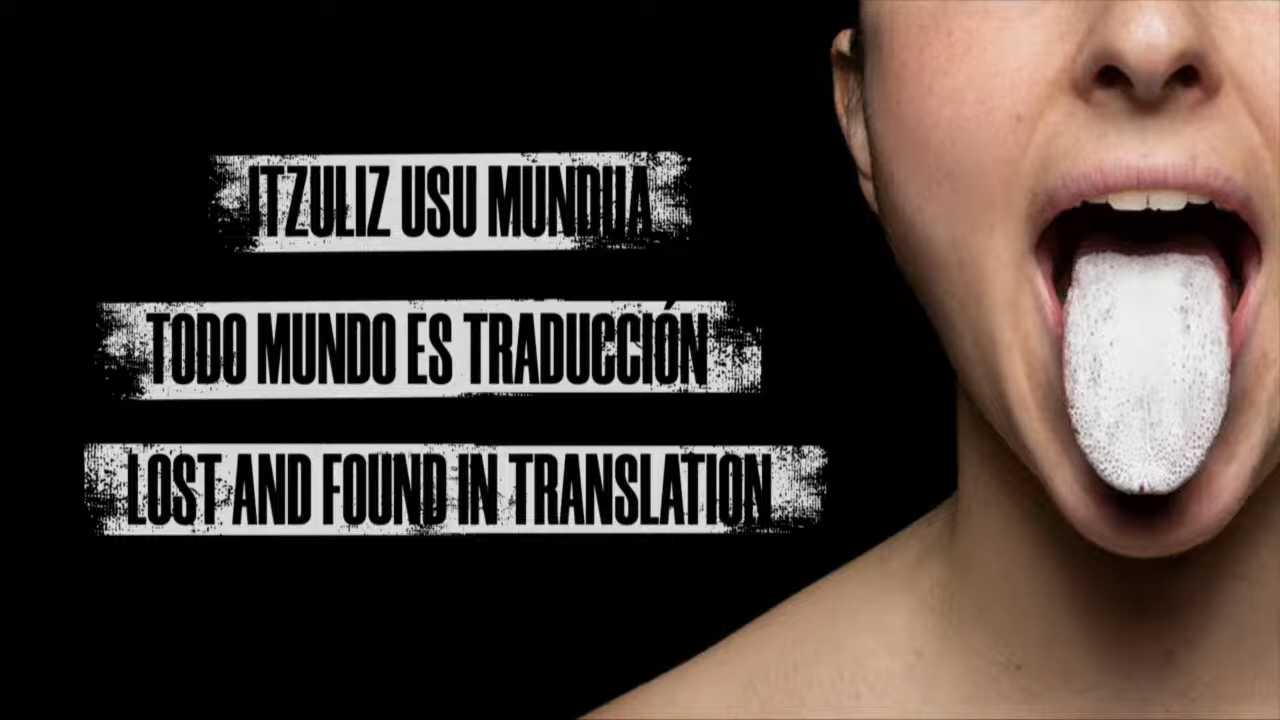 ITZULIZ USU MUNDUA
TODO MUNDO ES TRADUCCIÓN
LOST AND FOUND IN TRANSLATION